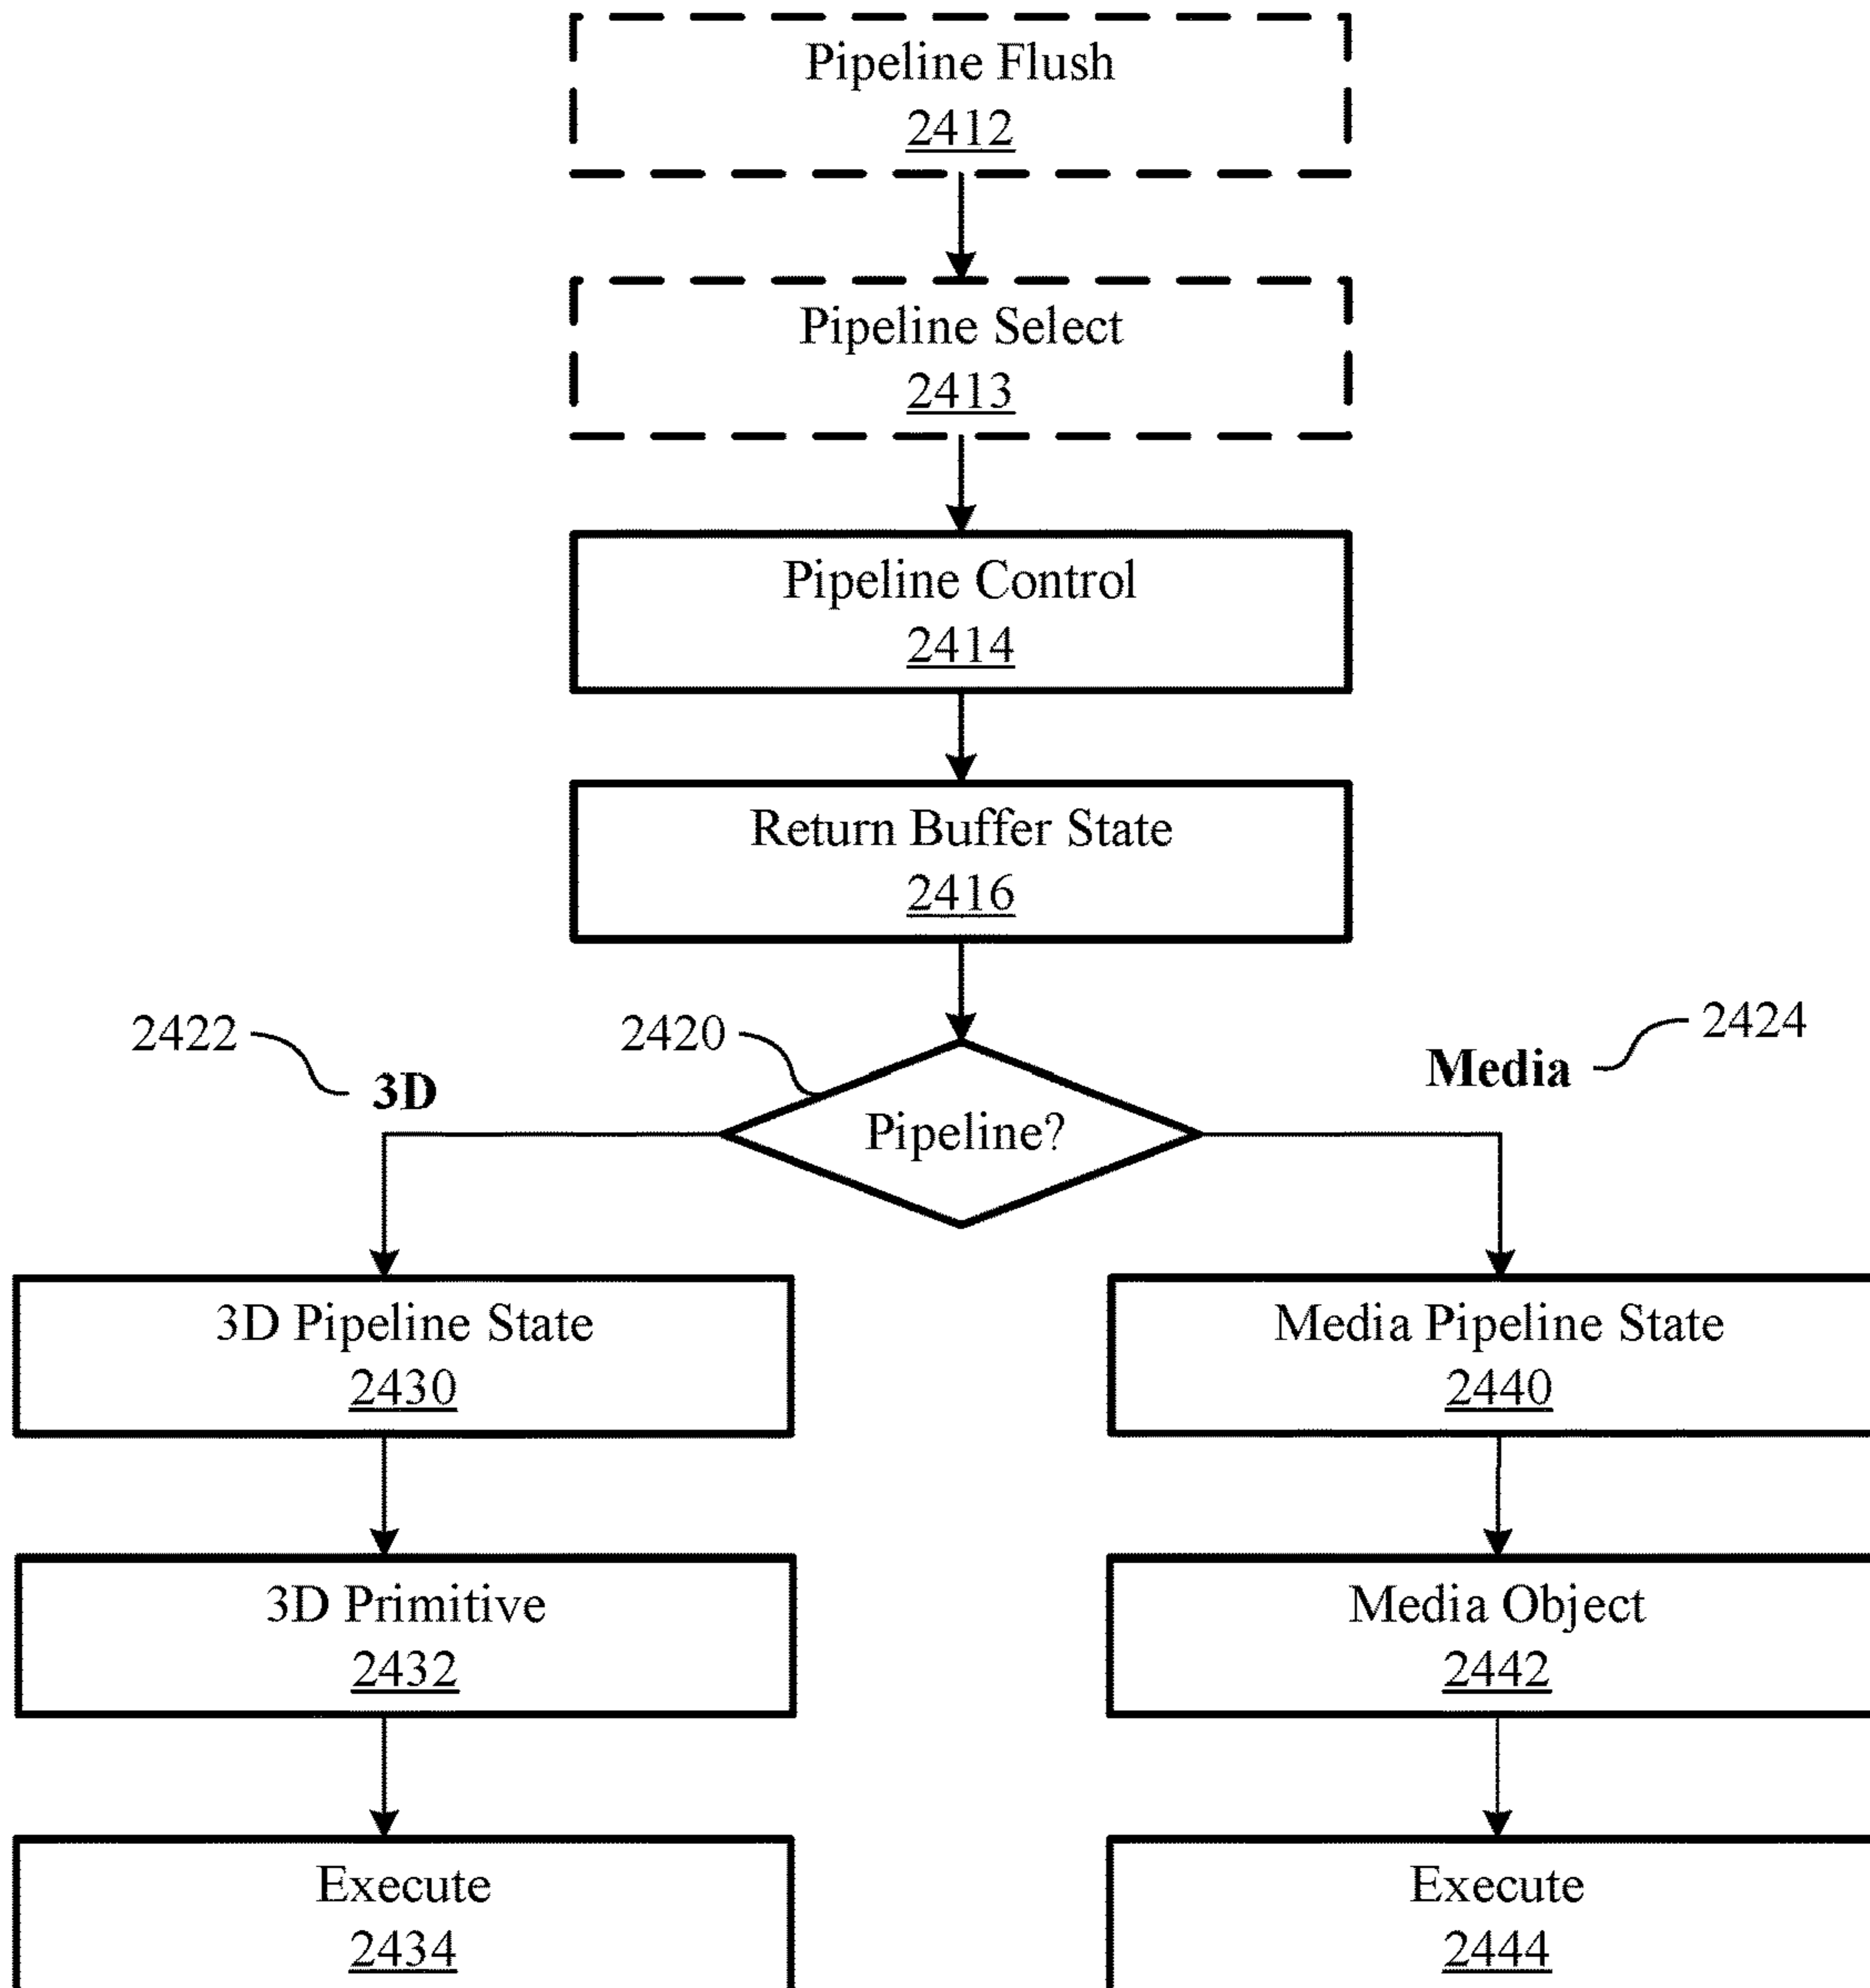 Pipeline Flush
2412
Pipeline Select
2413
Pipeline Control
2414
Return Buffer State
2416
2422
2420
2424
3D
Media
Pipeline?
3D Pipeline State
2430
Media Pipeline State
2440
3D Primitive
2432
Media Object
2442
Execute
2434
Execute
2444